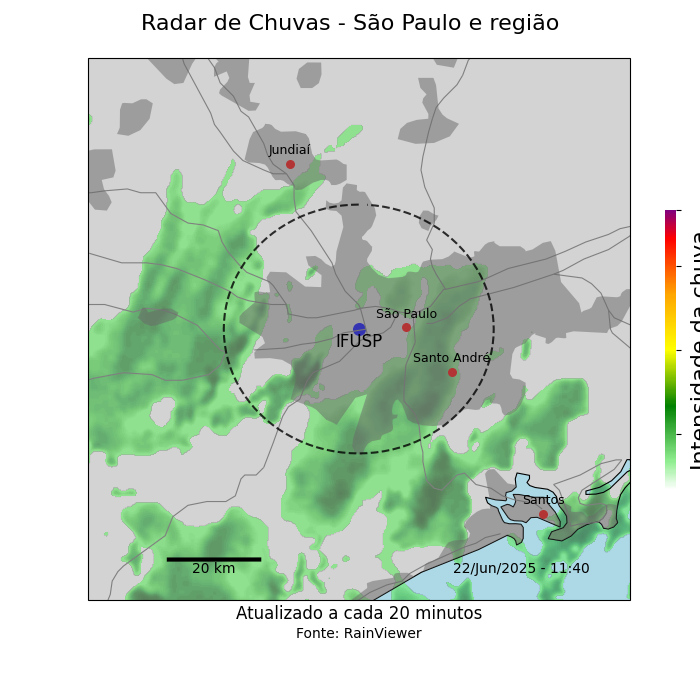 Radar de Chuvas - São Paulo e região
Jundiaí
São Paulo
IFUSP
Santo André
Santos
20 km
22/Jun/2025 - 11:40
Intensidade da chuva
Atualizado a cada 20 minutos
Fonte: RainViewer